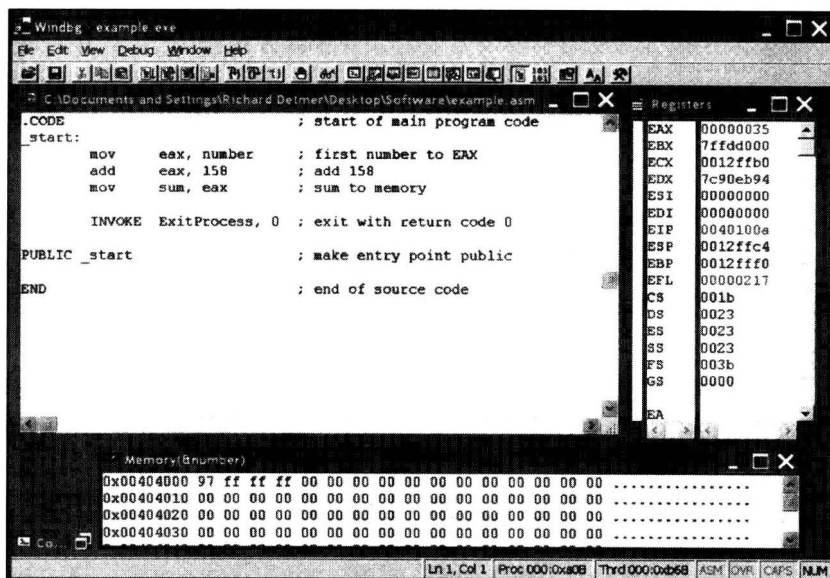 Windbg - example.exe
File Edit View Debug Window Help
C:\Documents and Settings\Richard Detmer\Desktop\Software\example.asm
.CODE ; start of main program code
_start:
mov eax, number ; first number to EAX
add eax, 158 ; add 158
mov sum, eax ; sum to memory
INVOKE ExitProcess, 0 ; exit with return code 0
PUBLIC _start ; make entry point public
END ; end of source code
Registers
EAX 00000035
EBX 7ffdd000
ECX 0012ffb0
EDX 7c90eb94
ESI 00000000
EDI 00000000
EIP 0040100a
ESP 0012ffc4
EBP 0012fff0
EFL 00000217
CS 001b
DS 0023
ES 0023
SS 0023
FS 003b
GS 0000
EA
Memory(&number)
0x00404000 97 ff ff ff 00 00 00 00 00 00 00 00 00 00 00 00 ................
0x00404010 00 00 00 00 00 00 00 00 00 00 00 00 00 00 00 00 ................
0x00404020 00 00 00 00 00 00 00 00 00 00 00 00 00 00 00 00 ................
0x00404030 00 00 00 00 00 00 00 00 00 00 00 00 00 00 00 00 ................
Co...
Ln 1, Col 1 Proc 000:0xa08 Thrd 000:0xb68 ASM OVR CAPS NUM